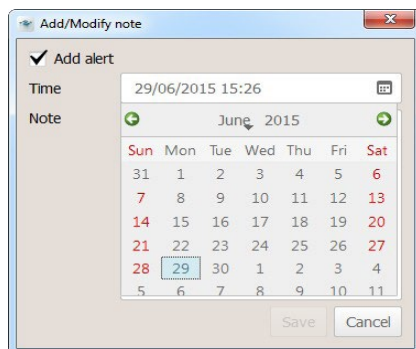 Add/Modify note
Add alert
Time 29/06/2015 15:26
Note
June 2015
Sun Mon Tue Wed Thu Fri Sat
31 1 2 3 4 5 6
7 8 9 10 11 12 13
14 15 16 17 18 19 20
21 22 23 24 25 26 27
28 29 30 1 2 3 4
5 6 7 8 9 10 11
Save Cancel